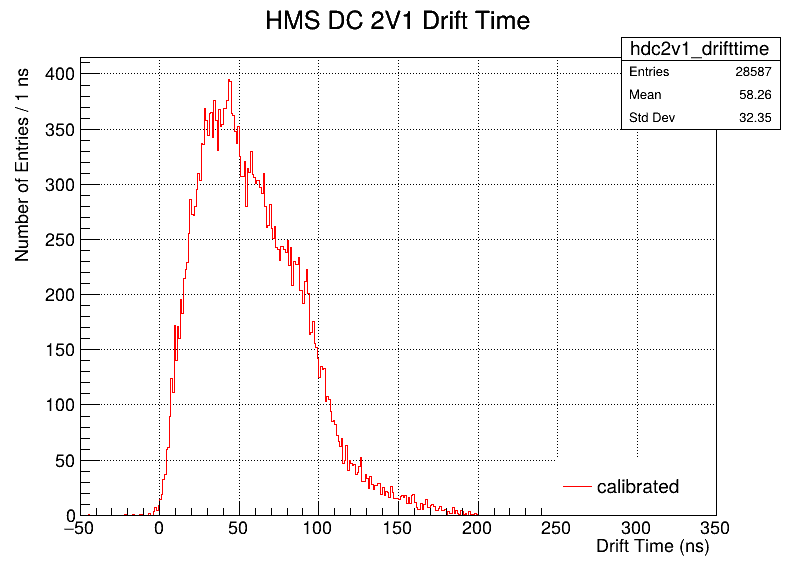 HMS DC 2V1 Drift Time
hdc2v1_drifttime
Entries 28587
Mean 58.26
Std Dev 32.35
Number of Entries / 1 ns
400
350
300
250
200
150
100
50
0
calibrated
−50 0 50 100 150 200 250 300 350
Drift Time (ns)